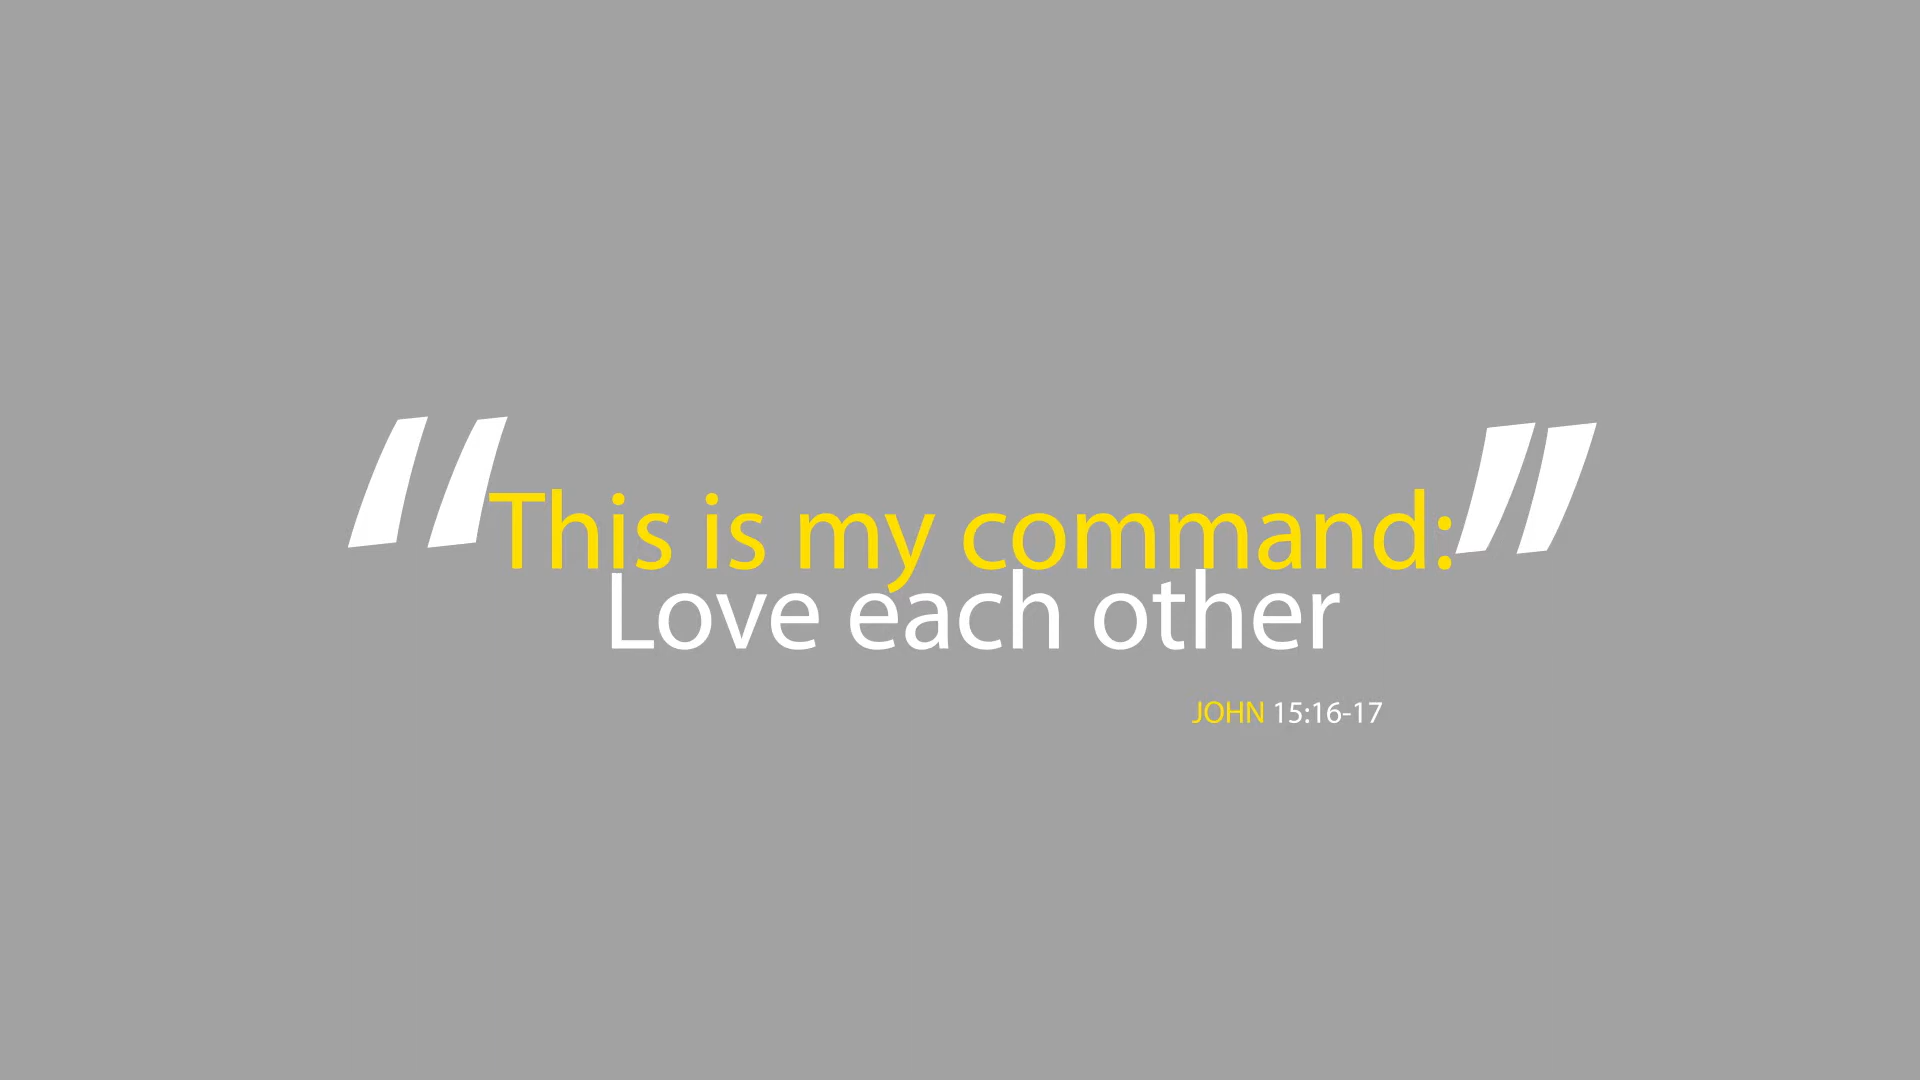 “This is my command:”
Love each other
JOHN 15:16-17